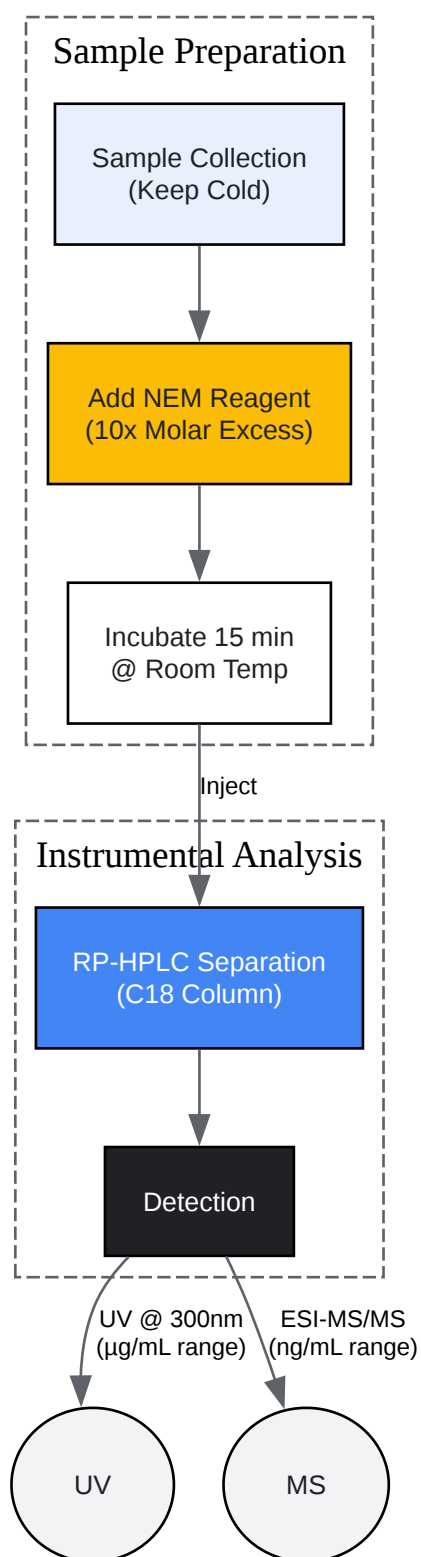 Sample Preparation
Sample Collection
(Keep Cold)
Add NEM Reagent
(10x Molar Excess)
Incubate 15 min
@ Room Temp
Inject
Instrumental Analysis
RP-HPLC Separation
(C18 Column)
Detection
UV @ 300nm
(µg/mL range)
ESI-MS/MS
(ng/mL range)
UV
MS